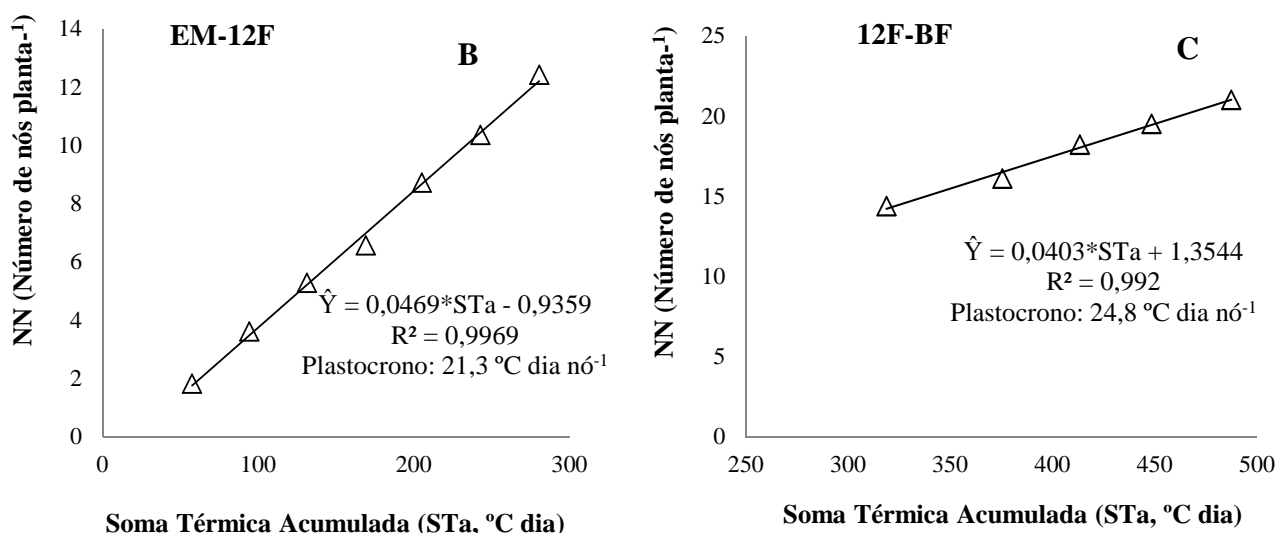 EM-12F
B
NN (Número de nós planta-¹)
14
12
10
8
6
4
2
0
Ŷ = 0,0469*STa - 0,9359
R² = 0,9969
Plastocrono: 21,3 ºC dia nó-¹
0 100 200 300
Soma Térmica Acumulada (STa, ºC dia)
12F-BF
C
NN (Número de nós planta-¹)
25
20
15
10
5
0
Ŷ = 0,0403*STa + 1,3544
R² = 0,992
Plastocrono: 24,8 ºC dia nó-¹
250 300 350 400 450 500
Soma Térmica Acumulada (STa, ºC dia)